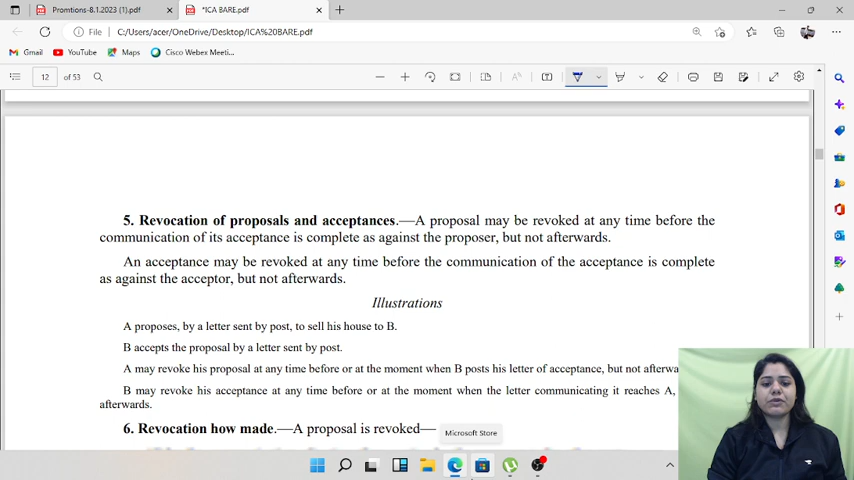 Promtions-8.1.2023 (1).pdf
*ICA BARE.pdf
File
C:/Users/acer/OneDrive/Desktop/ICA%20BARE.pdf
Gmail YouTube Maps Cisco Webex Meeti...
12 of 53
5. Revocation of proposals and acceptances.—A proposal may be revoked at any time before the
communication of its acceptance is complete as against the proposer, but not afterwards.
An acceptance may be revoked at any time before the communication of the acceptance is complete
as against the acceptor, but not afterwards.
Illustrations
A proposes, by a letter sent by post, to sell his house to B.
B accepts the proposal by a letter sent by post.
A may revoke his proposal at any time before or at the moment when B posts his letter of acceptance, but not afterwa
B may revoke his acceptance at any time before or at the moment when the letter communicating it reaches A,
afterwards.
6. Revocation how made.—A proposal is revoked—
Microsoft Store